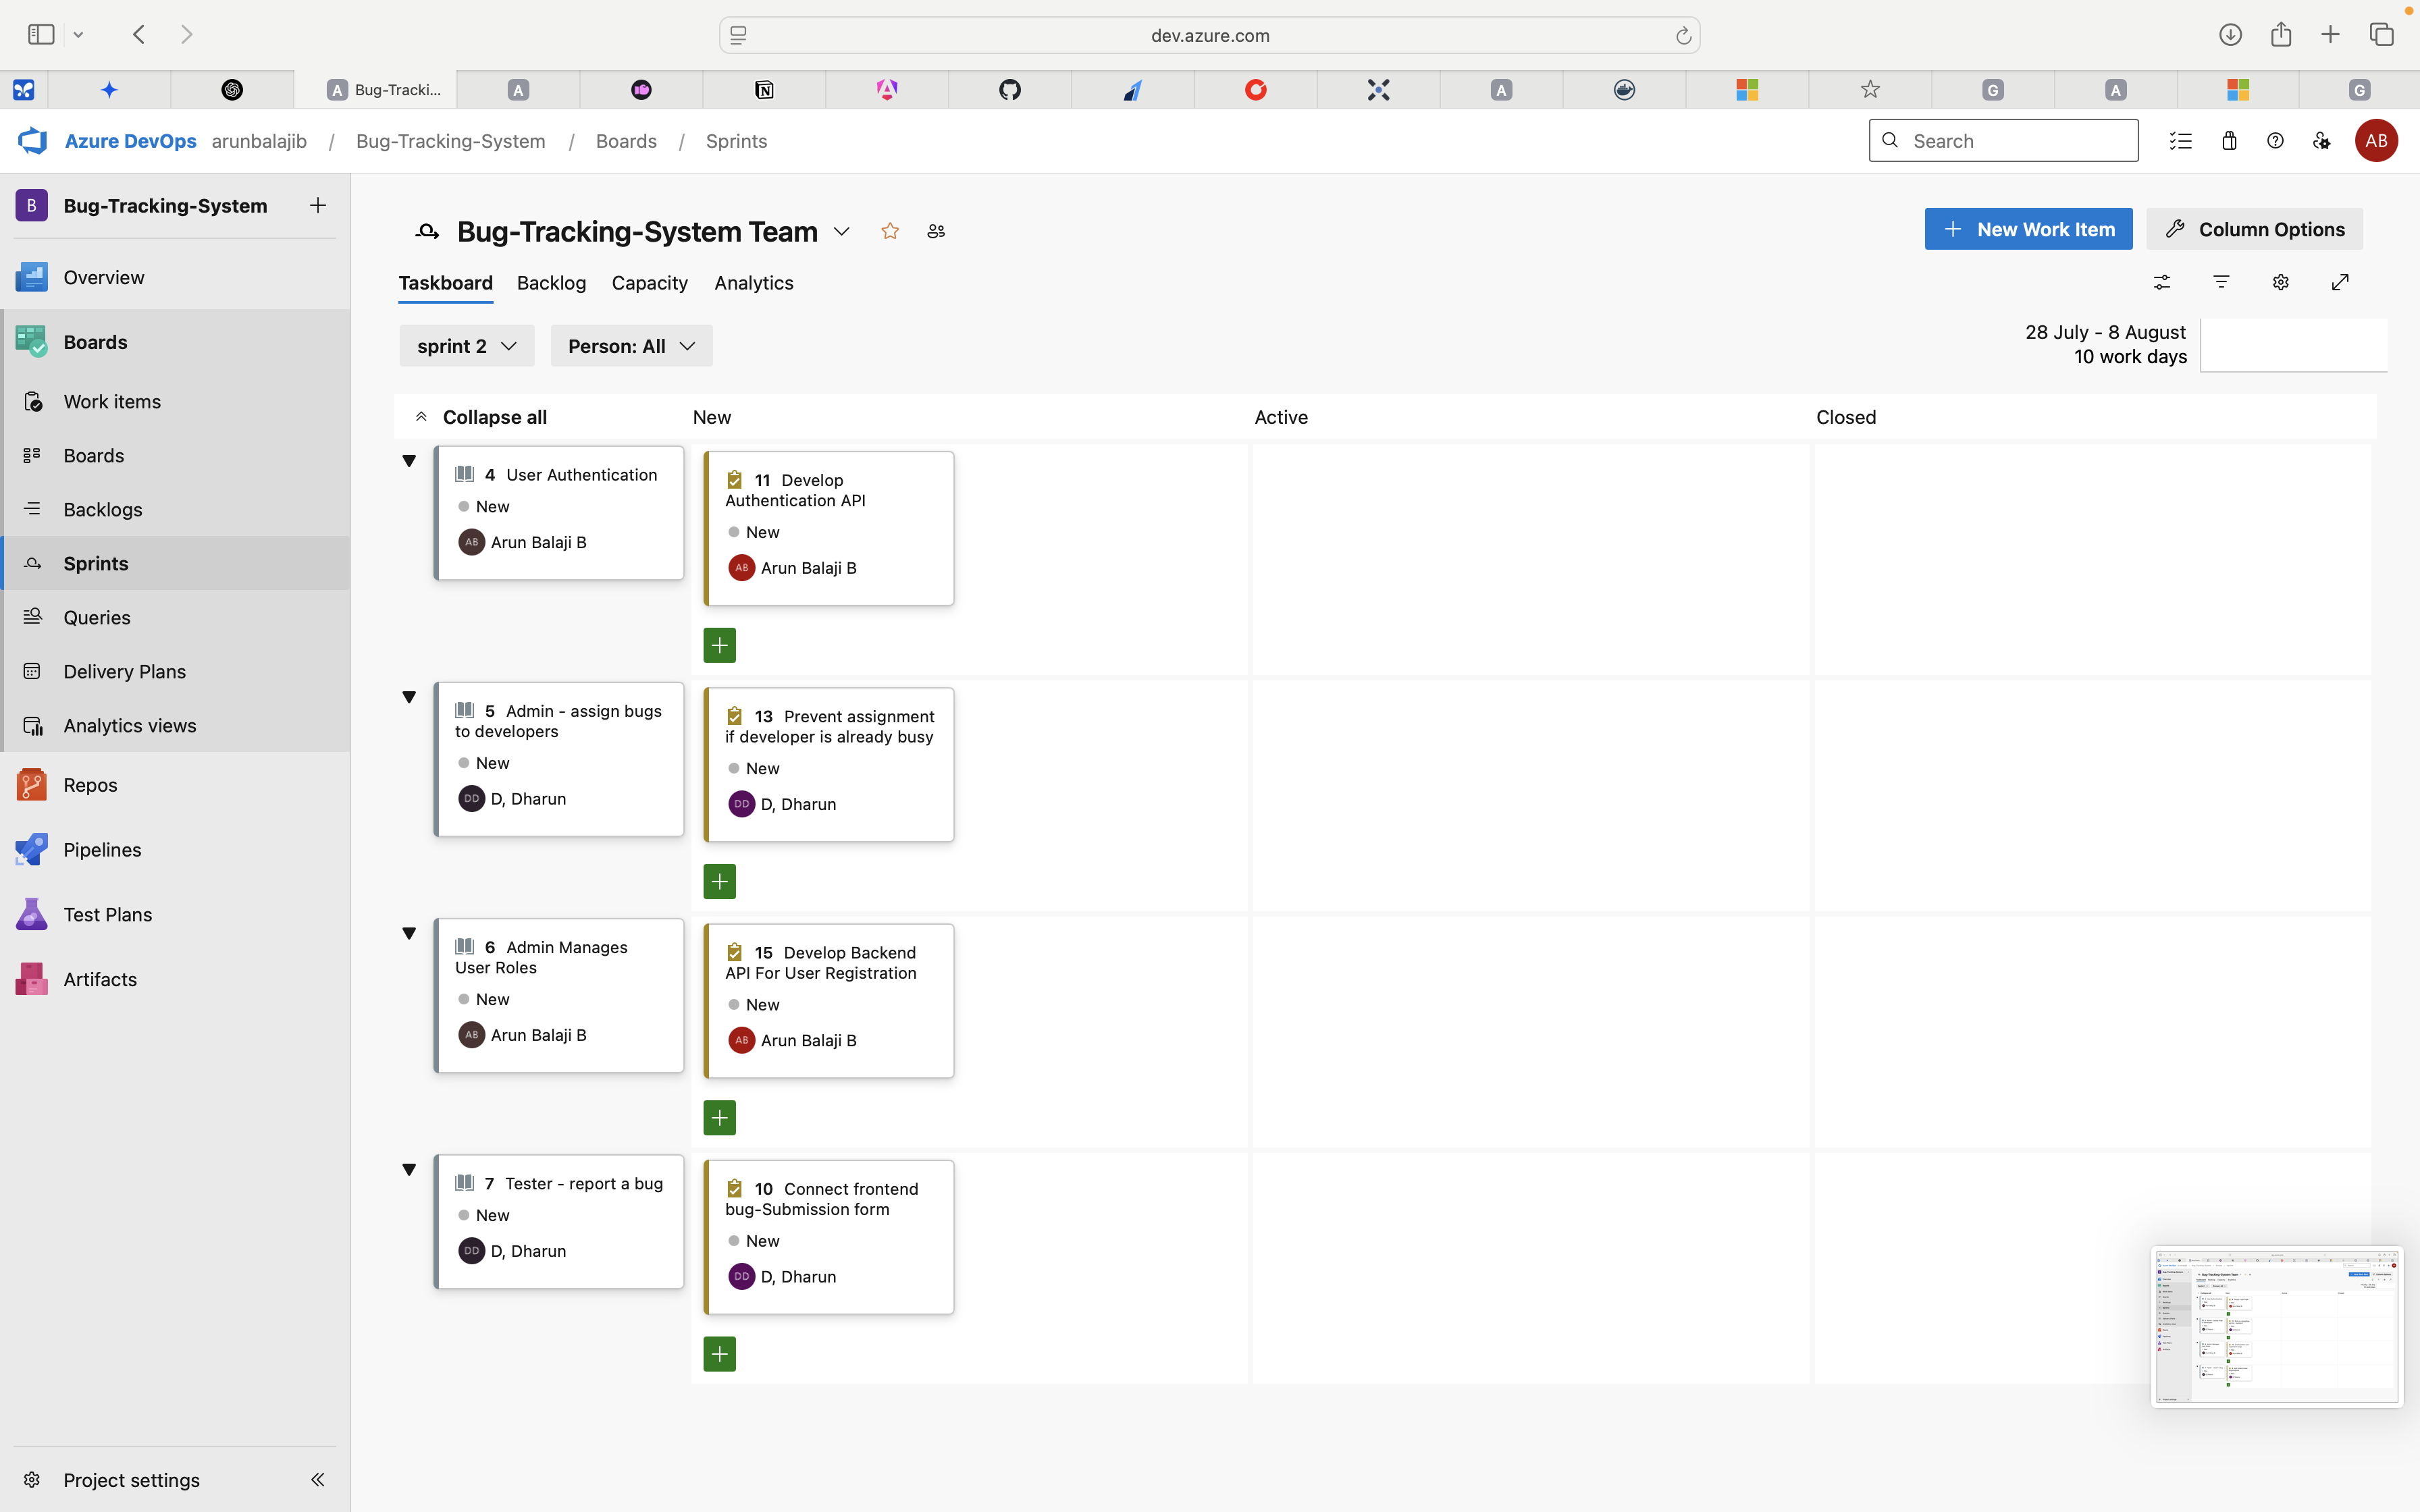 dev.azure.com
A Bug-Tracki...
A
A
G
A
G
Azure DevOps arunbalajib / Bug-Tracking-System / Boards / Sprints
Search
AB
B Bug-Tracking-System
Overview
Boards
Work items
Boards
Backlogs
Sprints
Queries
Delivery Plans
Analytics views
Repos
Pipelines
Test Plans
Artifacts
Project settings
Bug-Tracking-System Team
New Work Item
Column Options
Taskboard Backlog Capacity Analytics
sprint 2
Person: All
28 July - 8 August
10 work days
Collapse all New Active Closed
4 User Authentication
New
AB Arun Balaji B
11 Develop
Authentication API
New
AB Arun Balaji B
5 Admin - assign bugs
to developers
New
DD D, Dharun
13 Prevent assignment
if developer is already busy
New
DD D, Dharun
6 Admin Manages
User Roles
New
AB Arun Balaji B
15 Develop Backend
API For User Registration
New
AB Arun Balaji B
7 Tester - report a bug
New
DD D, Dharun
10 Connect frontend
bug-Submission form
New
DD D, Dharun